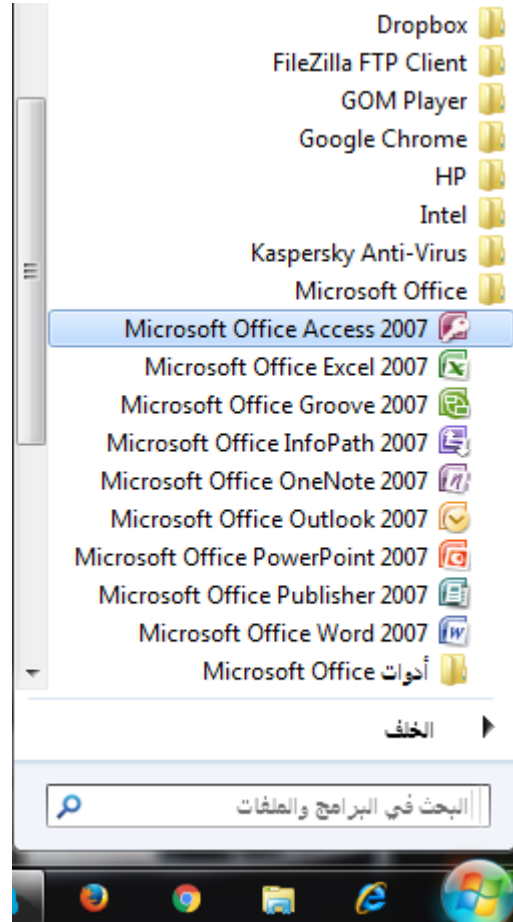 Dropbox
FileZilla FTP Client
GOM Player
Google Chrome
HP
Intel
Kaspersky Anti-Virus
Microsoft Office
Microsoft Office Access 2007
Microsoft Office Excel 2007
Microsoft Office Groove 2007
Microsoft Office InfoPath 2007
Microsoft Office OneNote 2007
Microsoft Office Outlook 2007
Microsoft Office PowerPoint 2007
Microsoft Office Publisher 2007
Microsoft Office Word 2007
أدوات Microsoft Office
الخلف
البحث في البرامج والملفات